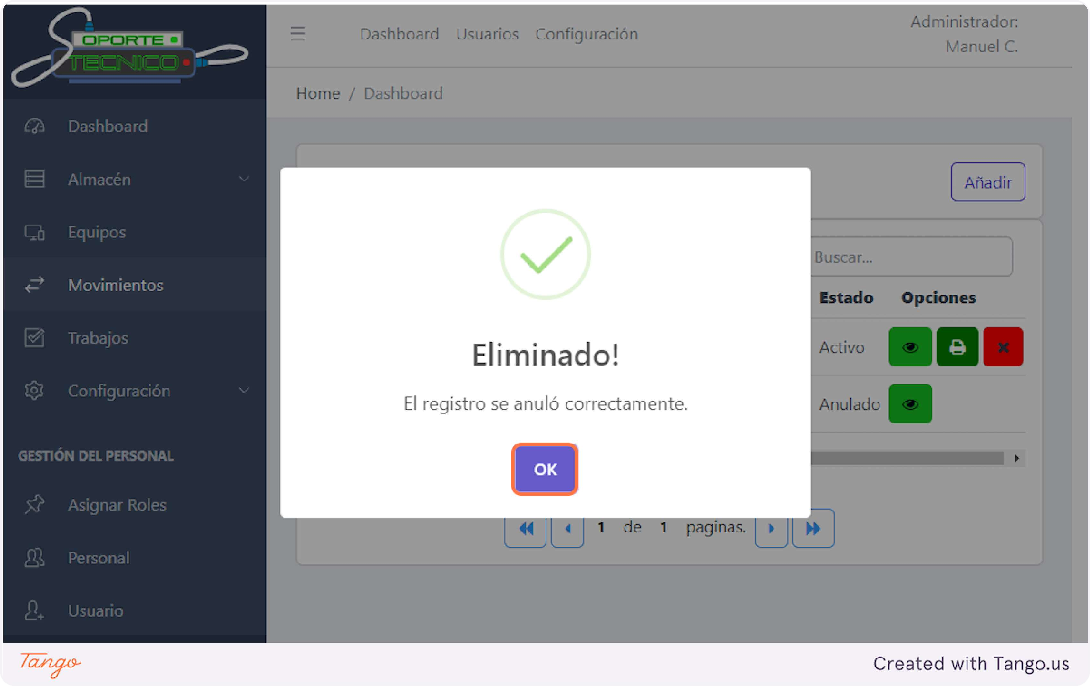 OPORTE
TECNICO
Dashboard
Almacén
Equipos
Movimientos
Trabajos
Configuración
GESTIÓN DEL PERSONAL
Asignar Roles
Personal
Usuario
Dashboard Usuarios Configuración
Administrador:
Manuel C.
Home / Dashboard
Añadir
Buscar...
Estado Opciones
Activo
Anulado
Eliminado!
El registro se anuló correctamente.
OK
1 de 1 paginas.
Tango
Created with Tango.us